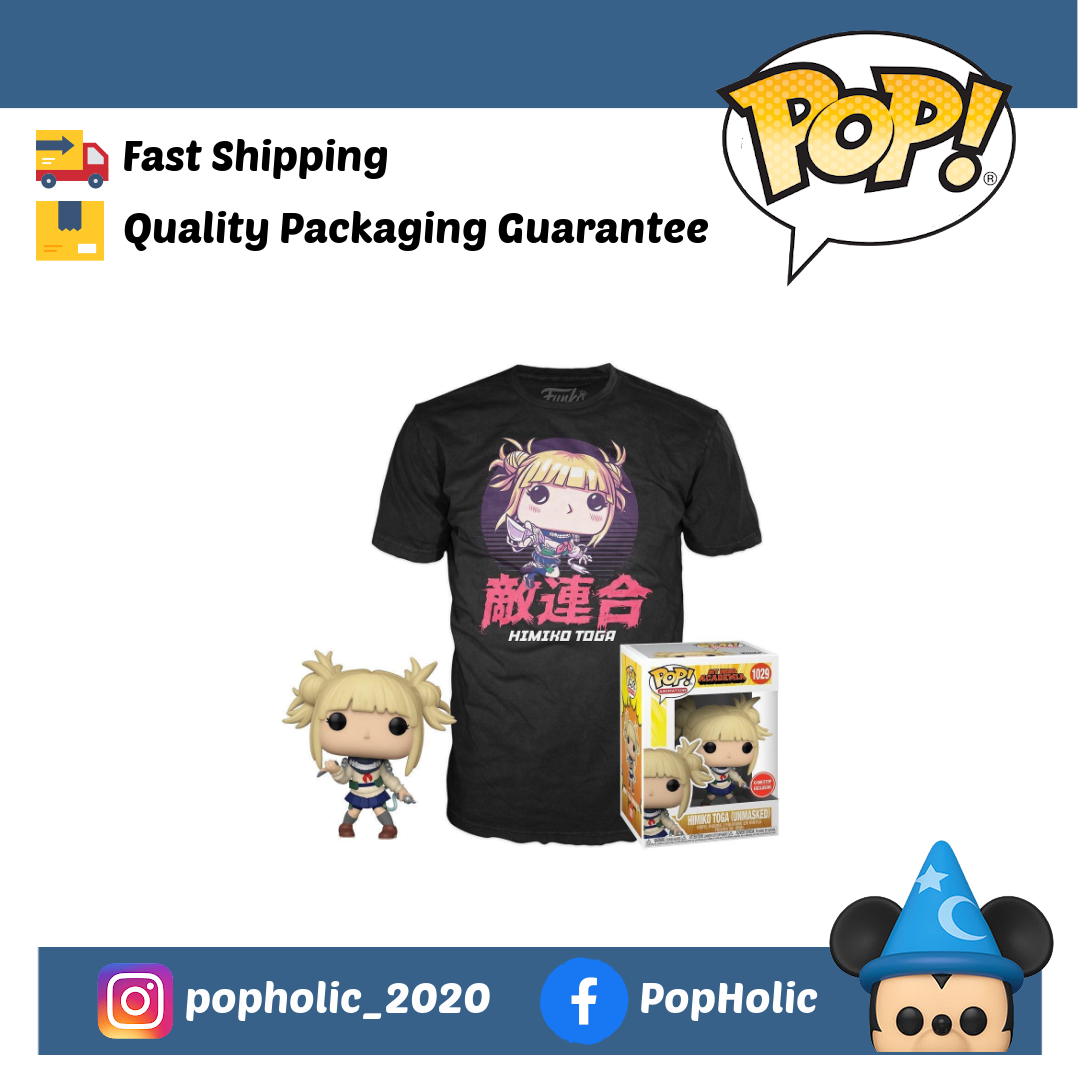 Fast Shipping
Quality Packaging Guarantee
POP!
®
Funko
敵連合
HIMIKO TOGA
POP!
ANIMATION
MY HERO
ACADEMIA
1029
HIMIKO TOGA (UNMASKED)
popholic_2020
PopHolic